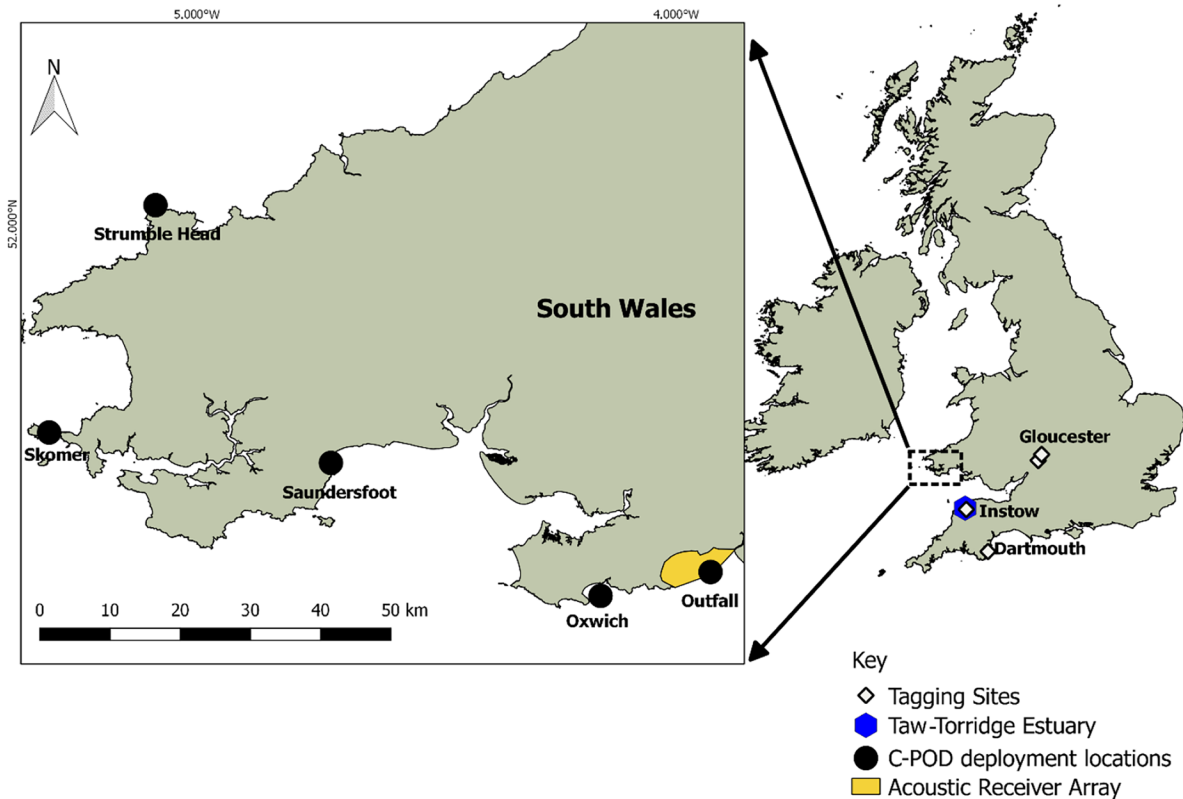 5.000°W
4.000°W
N
52.000°N
Strumble Head
South Wales
Skomer
Saundersfoot
Oxwich
Outfall
0 10 20 30 40 50 km
Gloucester
Instow
Dartmouth
Key
Tagging Sites
Taw-Torridge Estuary
C-POD deployment locations
Acoustic Receiver Array